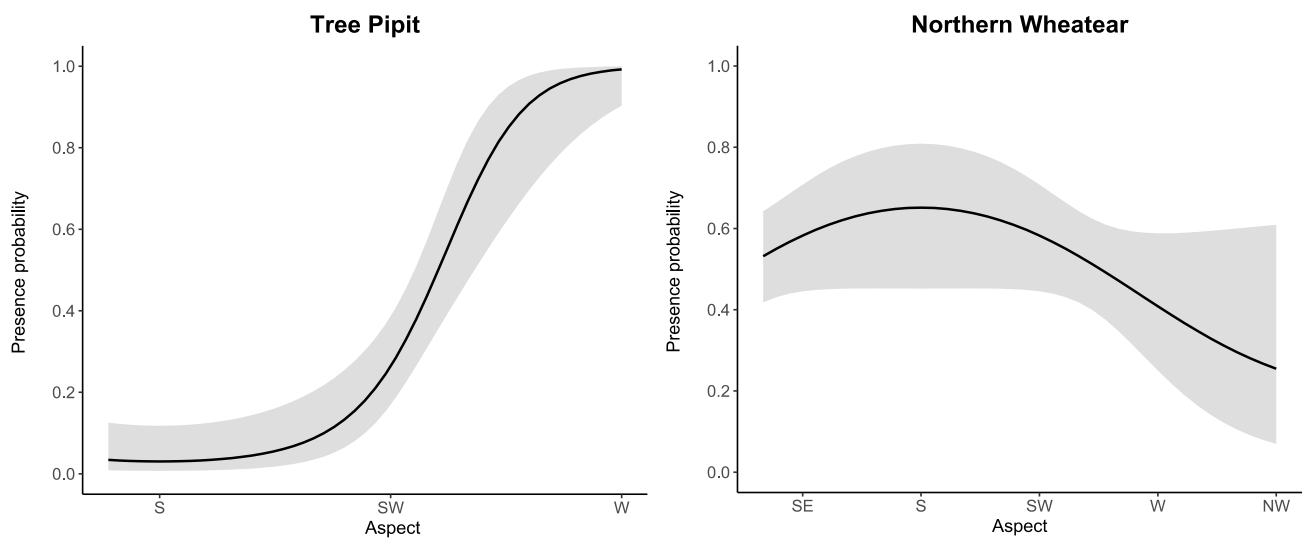 Tree Pipit
1.0
0.8
0.6
0.4
0.2
0.0
Presence probability
S SW W
Aspect
Northern Wheatear
1.0
0.8
0.6
0.4
0.2
0.0
Presence probability
SE S SW W NW
Aspect